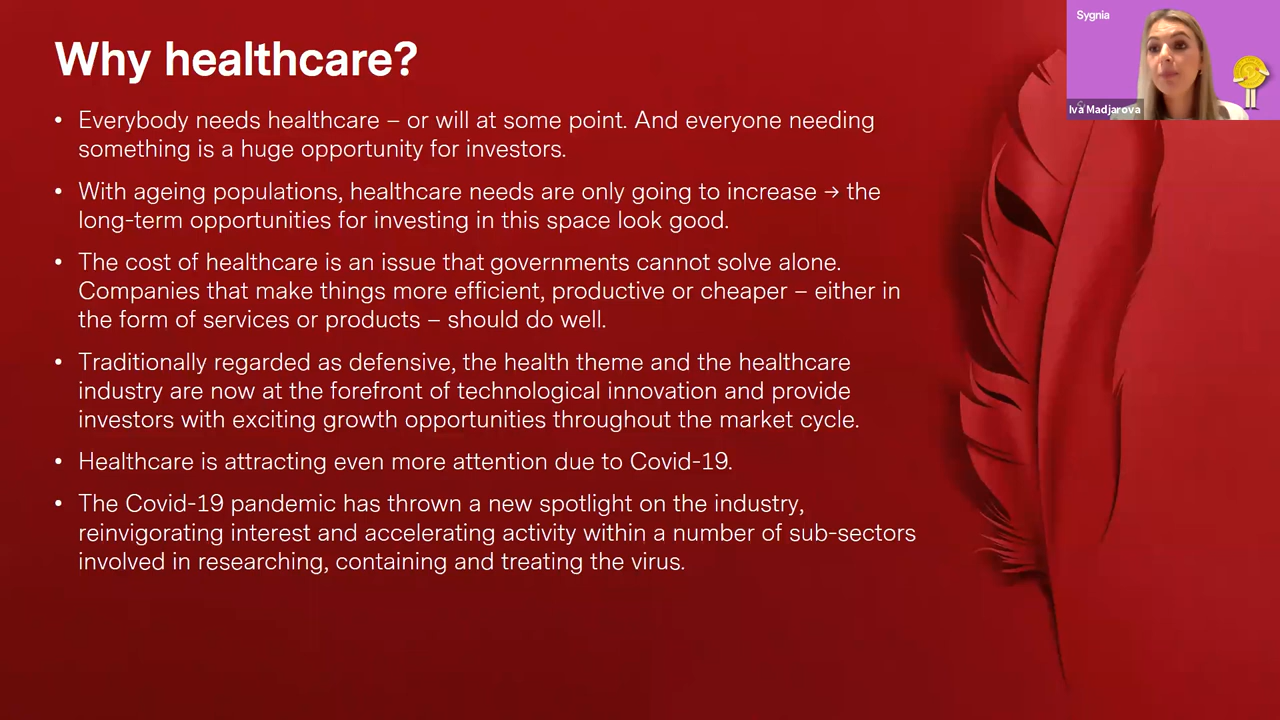 Why healthcare?
• Everybody needs healthcare – or will at some point. And everyone needing
something is a huge opportunity for investors.
• With ageing populations, healthcare needs are only going to increase → the
long-term opportunities for investing in this space look good.
• The cost of healthcare is an issue that governments cannot solve alone.
Companies that make things more efficient, productive or cheaper – either in
the form of services or products – should do well.
• Traditionally regarded as defensive, the health theme and the healthcare
industry are now at the forefront of technological innovation and provide
investors with exciting growth opportunities throughout the market cycle.
• Healthcare is attracting even more attention due to Covid-19.
• The Covid-19 pandemic has thrown a new spotlight on the industry,
reinvigorating interest and accelerating activity within a number of sub-sectors
involved in researching, containing and treating the virus.
Sygnia
Iva Madjarova